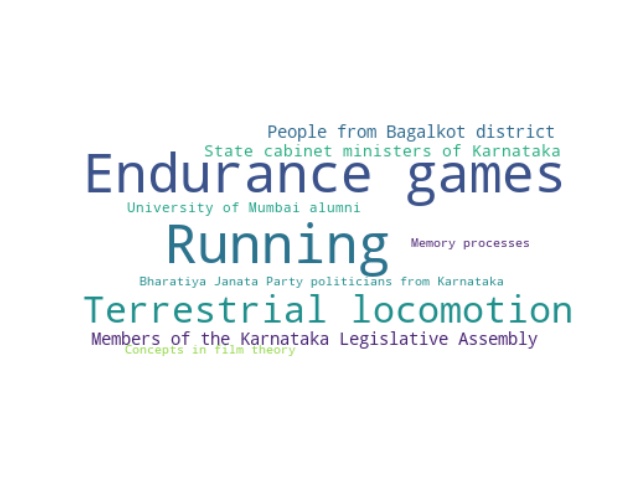 People from Bagalkot district
State cabinet ministers of Karnataka
Endurance games
University of Mumbai alumni
Running
Memory processes
Bharatiya Janata Party politicians from Karnataka
Terrestrial locomotion
Members of the Karnataka Legislative Assembly
Concepts in film theory